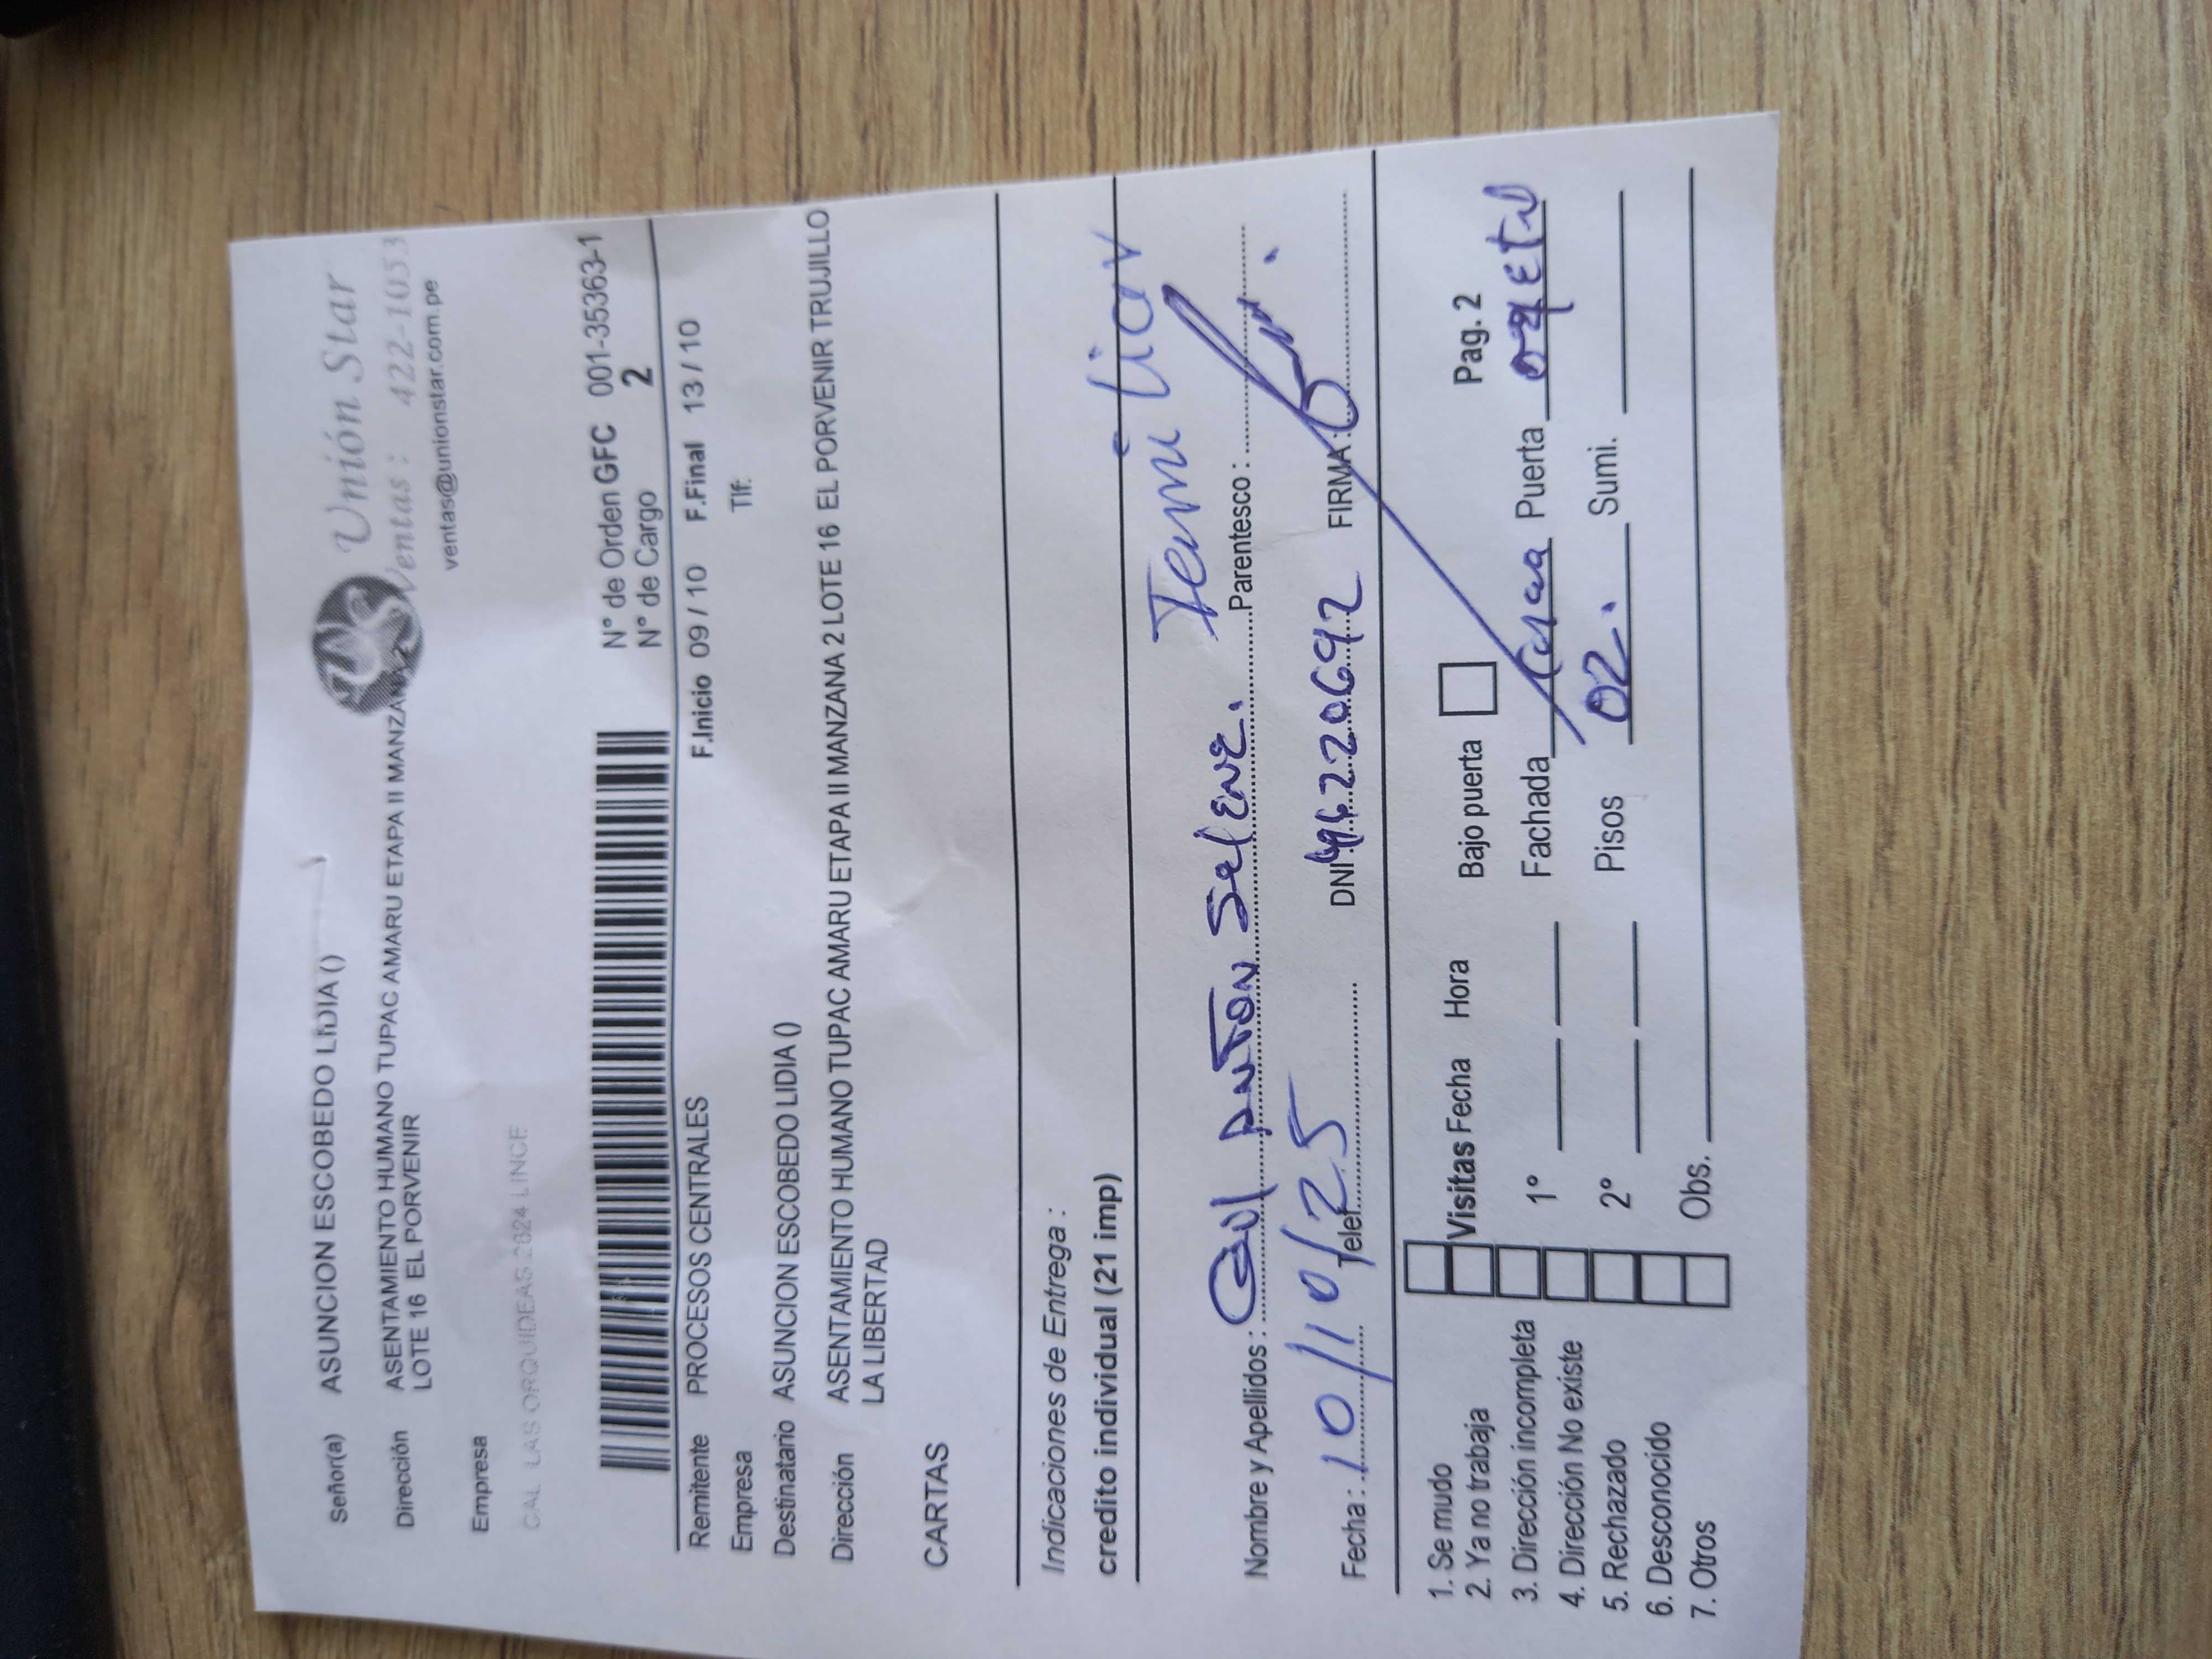 Señor(a) ASUNCION ESCOBEDO LIDIA ()
Unión Star
Ventas : 422-1053
ventas@unionstar.com.pe
Dirección ASENTAMIENTO HUMANO TUPAC AMARU ETAPA II MANZANA 2
LOTE 16 EL PORVENIR
Empresa
CAL LAS ORQUIDEAS 2624 LINCE
N° de Orden GFC 001-35363-1
N° de Cargo 2
Remitente PROCESOS CENTRALES F.Inicio 09 / 10 F.Final 13 / 10
Empresa Tlf:
Destinatario ASUNCION ESCOBEDO LIDIA ()
Dirección ASENTAMIENTO HUMANO TUPAC AMARU ETAPA II MANZANA 2 LOTE 16 EL PORVENIR TRUJILLO
LA LIBERTAD
CARTAS
Indicaciones de Entrega :
credito individual (21 imp)
Nombre y Apellidos : ANTON Selene. Parentesco : Familiar
Fecha : 10/10/25 Telef. DNI: 46220692 FIRMA :
1. Se mudo
2. Ya no trabaja
3. Dirección incompleta
4. Dirección No existe
5. Rechazado
6. Desconocido
7. Otros
Visitas Fecha Hora Bajo puerta Pag. 2
1° Fachada Puerta
2° Pisos 02. Sumi.
Obs.